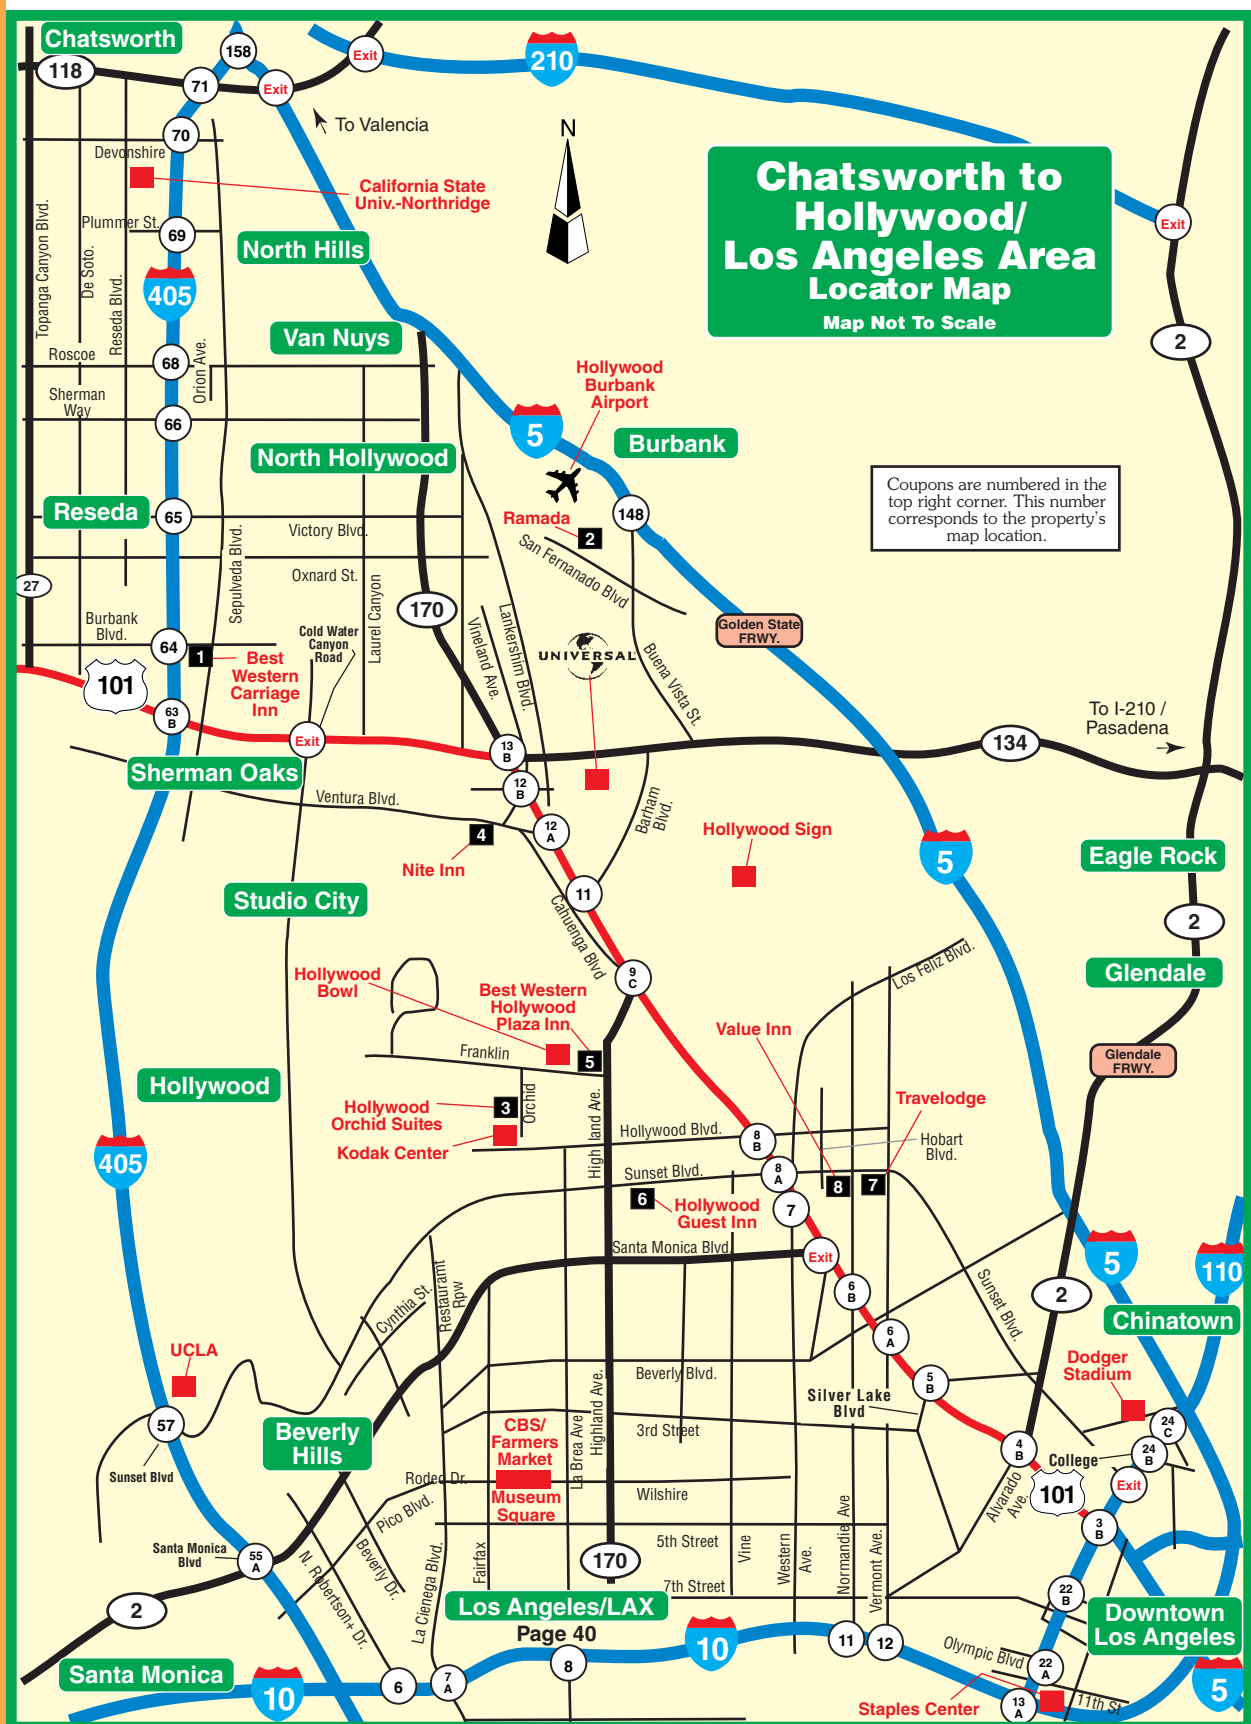 Chatsworth
118
158
Exit
210
71
Exit
To Valencia
N
70
Devonshire
California State
Univ.-Northridge
Chatsworth to
Hollywood/
Los Angeles Area
Locator Map
Map Not To Scale
Plummer St.
69
North Hills
Exit
Topanga Canyon Blvd.
De Soto.
Reseda Blvd.
405
Van Nuys
2
Roscoe
68
Orion Ave.
Sherman
Way
66
Hollywood
Burbank
Airport
5
Burbank
North Hollywood
Coupons are numbered in the
top right corner. This number
corresponds to the property's
map location.
Reseda
65
Victory Blvd.
Ramada
2
148
San Fernanado Blvd
Sepulveda Blvd.
Oxnard St.
Laurel Canyon
27
170
Burbank
Blvd.
Cold Water
Canyon
Road
Vineland Ave.
Lankershim Blvd.
UNIVERSAL
Buena Vista St.
Golden State
FRWY.
64
1
Best
Western
Carriage
Inn
101
63
B
Exit
13
B
134
To I-210 /
Pasadena
Sherman Oaks
Ventura Blvd.
12
B
12
A
Barham
Blvd.
4
Nite Inn
Hollywood Sign
5
Eagle Rock
Studio City
11
Cahuenga Blvd
2
9
C
Los Feliz Blvd.
Glendale
Hollywood
Bowl
Best Western
Hollywood
Plaza Inn
5
Value Inn
Franklin
Glendale
FRWY.
Hollywood
3
Orchid
Hollywood
Orchid Suites
Kodak Center
Highland Ave.
Travelodge
Hollywood Blvd.
8
B
Hobart
Blvd.
405
Sunset Blvd.
8
A
8
7
6
Hollywood
Guest Inn
7
Santa Monica Blvd.
Exit
5
110
Cynthia St.
Restauramt
Rpw
6
B
Sunset Blvd.
2
Chinatown
6
A
UCLA
Beverly Blvd.
5
B
Silver Lake
Blvd
Dodger
Stadium
57
Sunset Blvd
Beverly
Hills
CBS/
Farmers
Market
La Brea Ave
Highland Ave.
3rd Street
24
C
4
B
College
24
B
Rodeo Dr.
Museum
Square
Wilshire
Alvarado
Ave.
101
Exit
Pico Blvd.
3
B
Santa Monica
Blvd
55
A
N. Robertson+ Dr.
Beverly Dr.
La Cienega Blvd.
Fairfax
5th Street
Vine
Western
Ave.
Normandie Ave
Vermont Ave.
170
7th Street
22
B
2
Los Angeles/LAX
Page 40
Downtown
Los Angeles
10
11
12
Olympic Blvd
22
A
Santa Monica
10
6
7
A
8
Staples Center
13
A
11th St
5